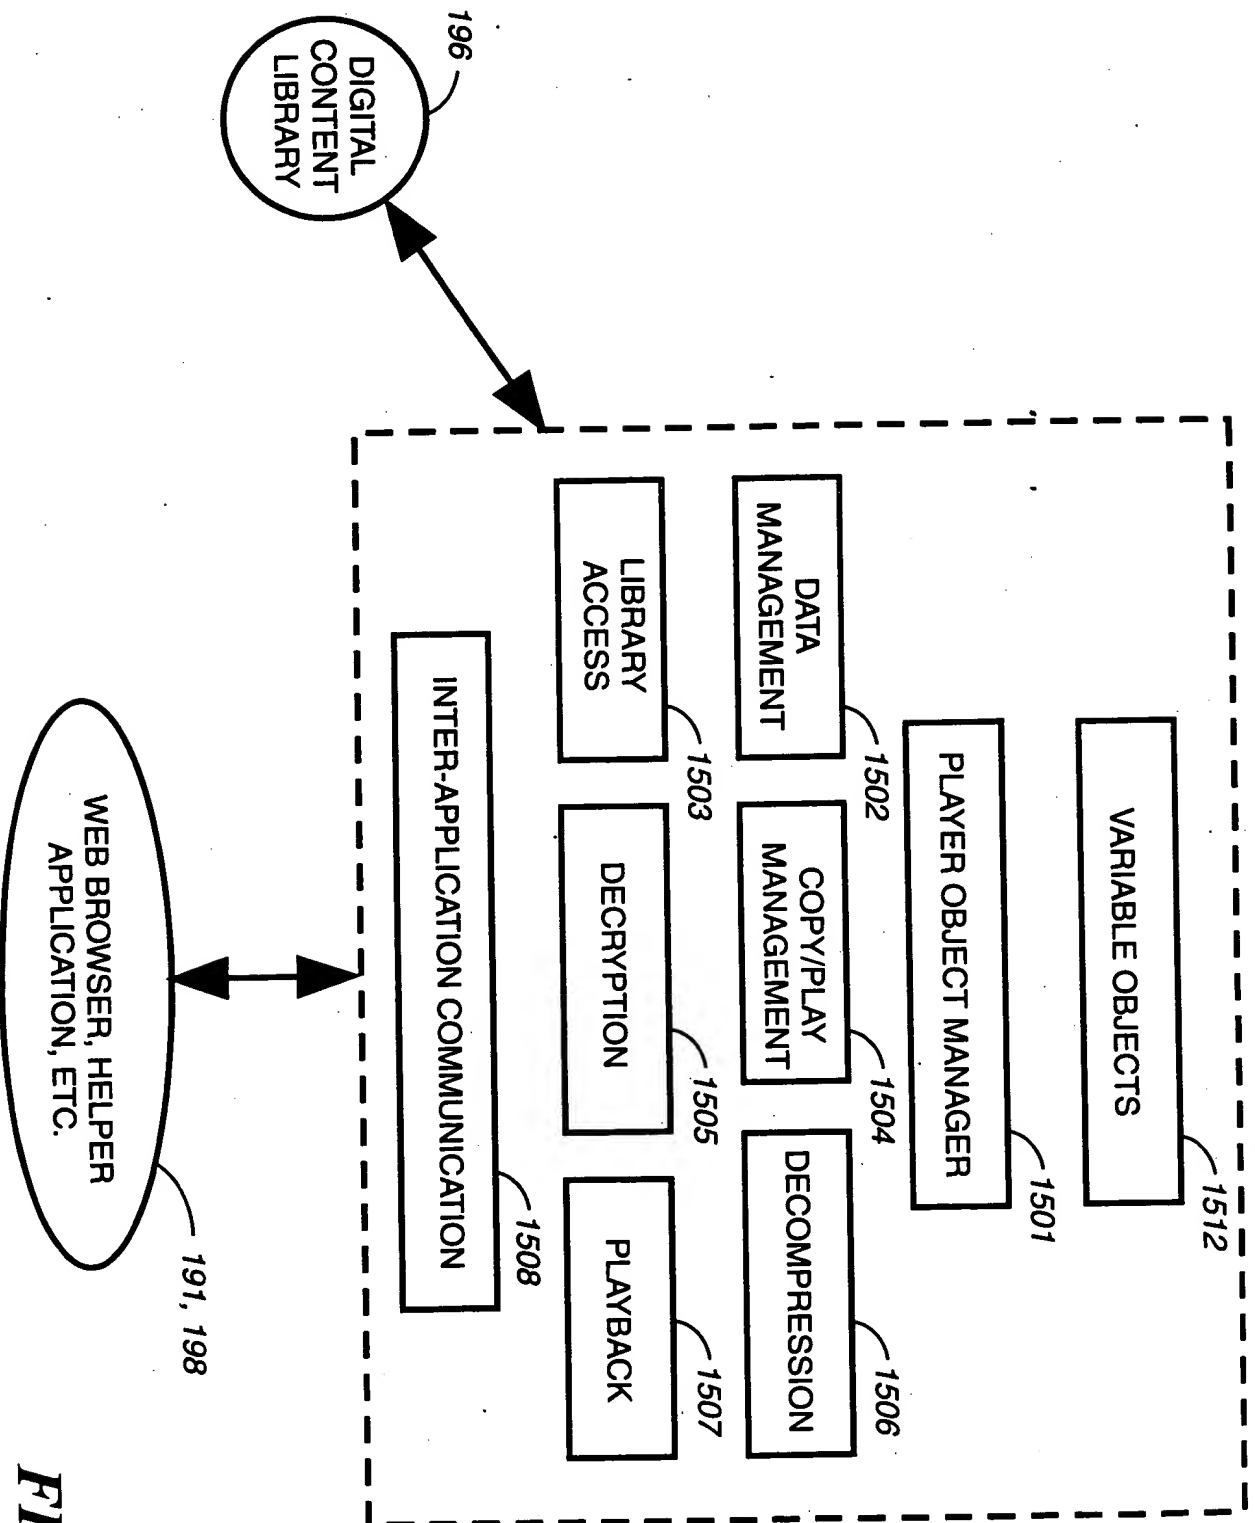 VARIABLE OBJECTS
1512
PLAYER OBJECT MANAGER
1501
DATA
MANAGEMENT
1502
COPY/PLAY
MANAGEMENT
1504
DECOMPRESSION
1506
LIBRARY
ACCESS
1503
DECRYPTION
1505
PLAYBACK
1507
INTER-APPLICATION COMMUNICATION
1508
196
DIGITAL
CONTENT
LIBRARY
WEB BROWSER, HELPER
APPLICATION, ETC.
191, 198